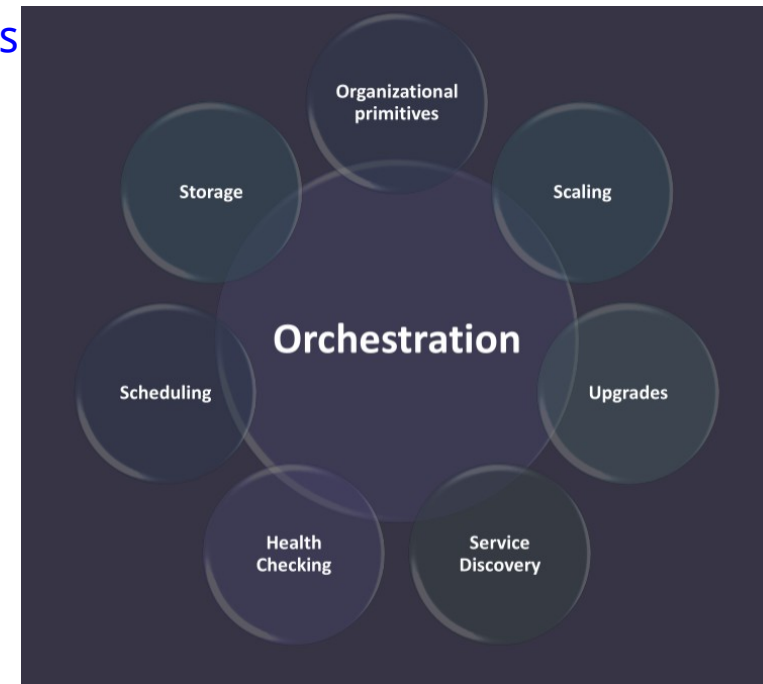 s
Organizational
primitives
Storage
Scaling
Orchestration
Scheduling
Upgrades
Health
Checking
Service
Discovery